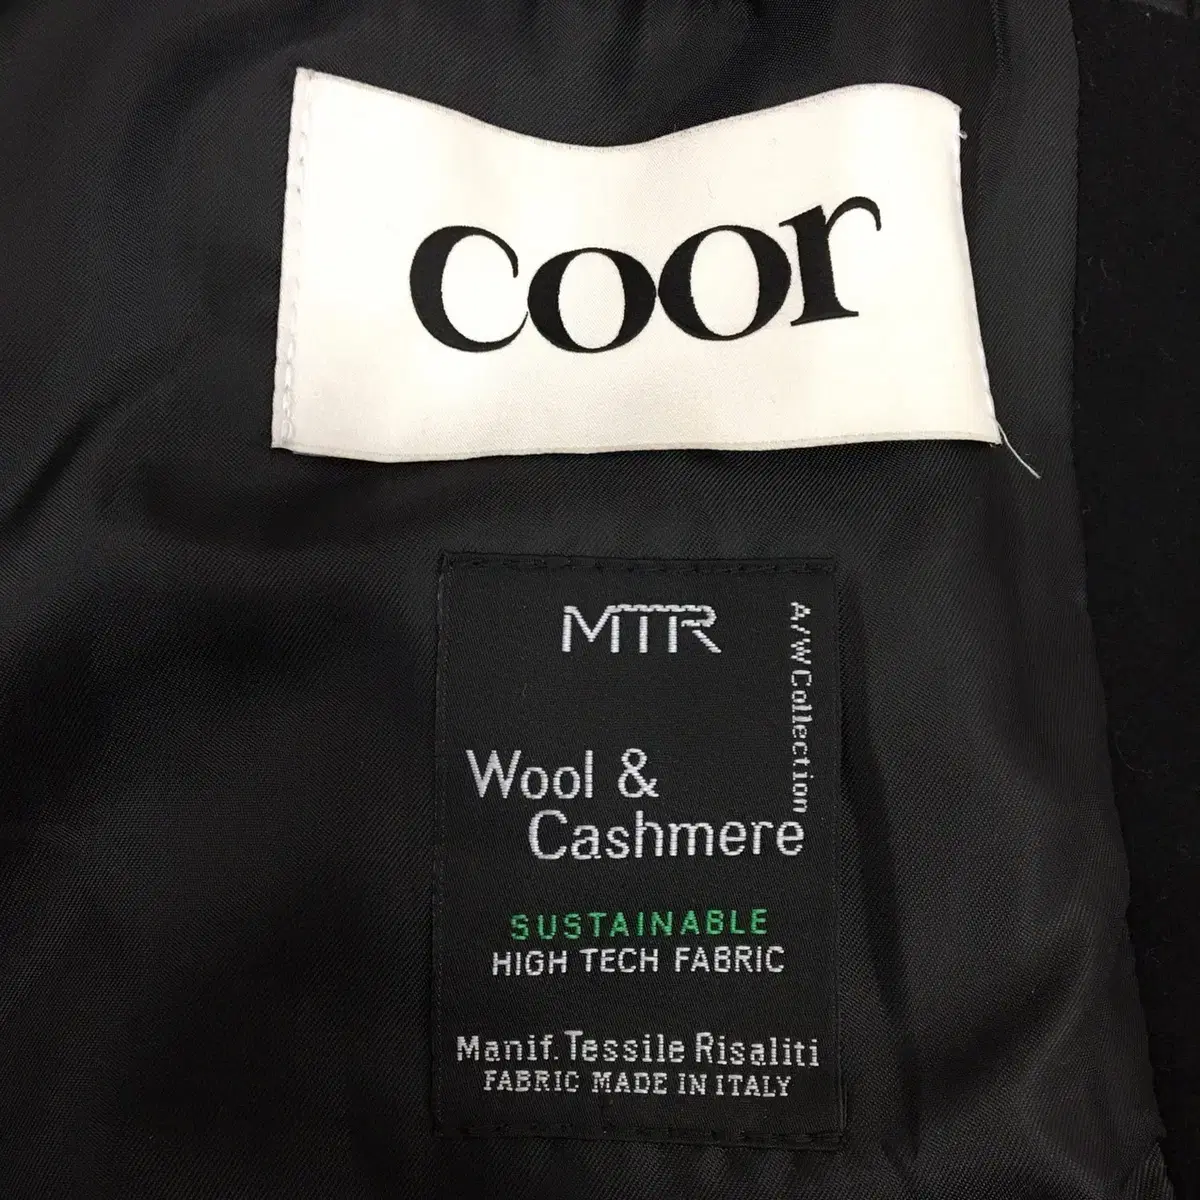 coor
MTR
A/W Collection
Wool &
Cashmere
SUSTAINABLE
HIGH TECH FABRIC
Manif. Tessile Risaliti
FABRIC MADE IN ITALY